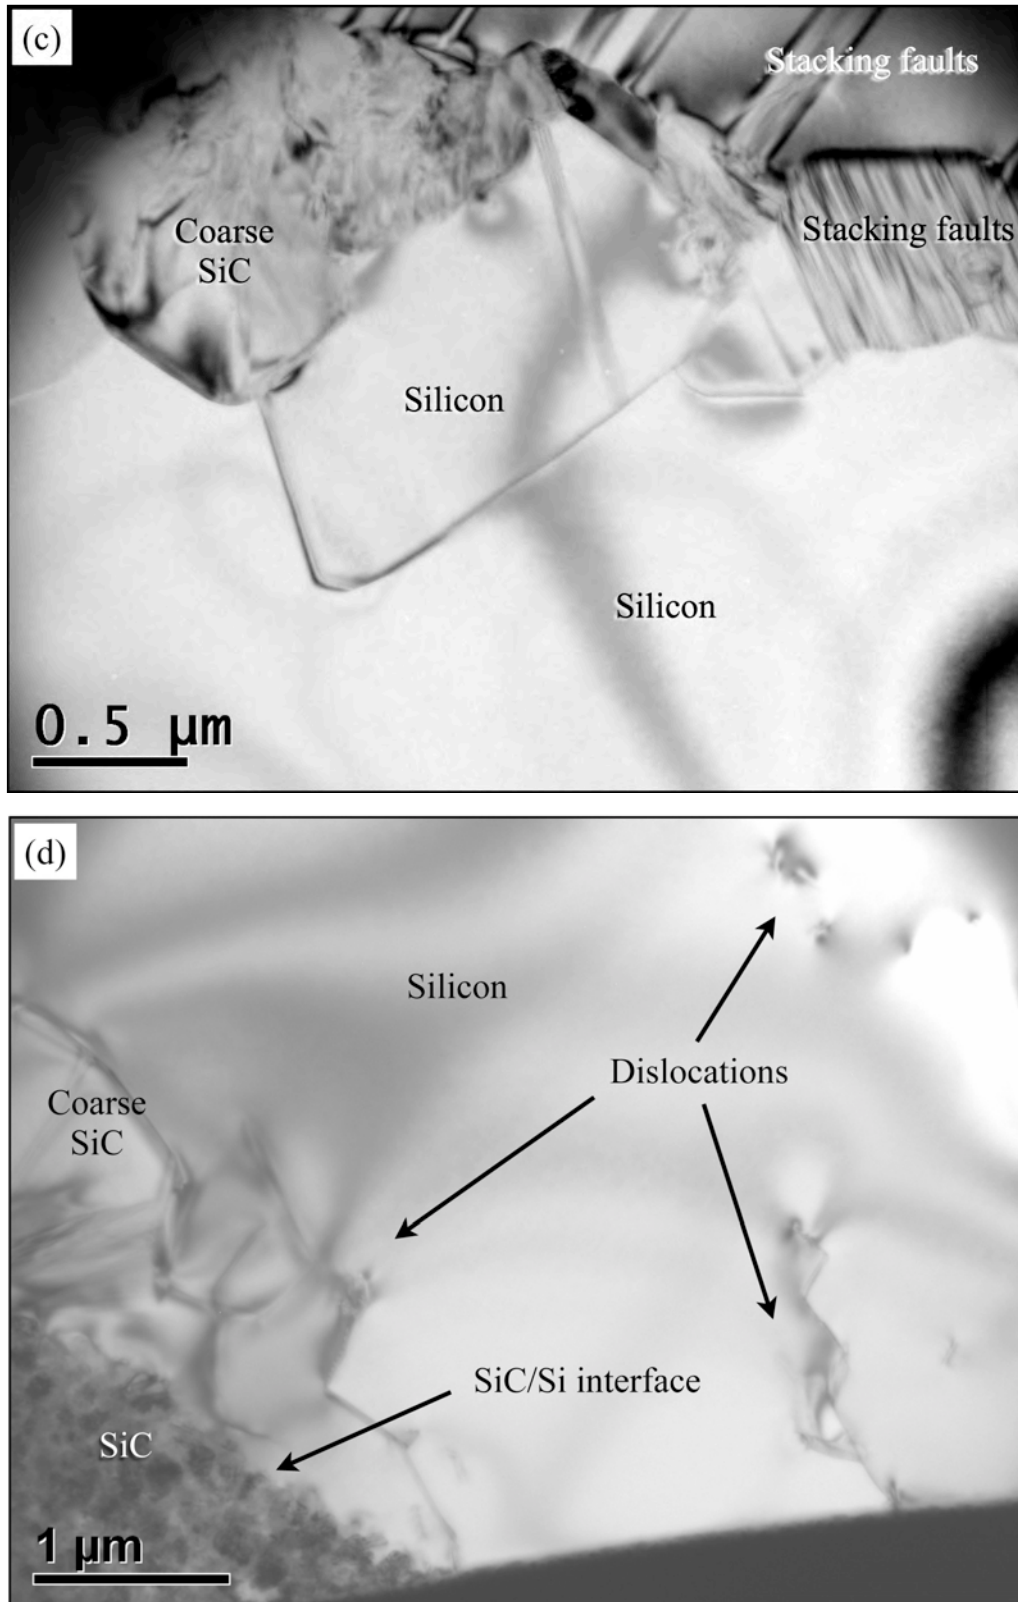 (c)
Stacking faults
Coarse
SiC
Stacking faults
Silicon
Silicon
0.5 µm
(d)
Silicon
Dislocations
Coarse
SiC
SiC/Si interface
SiC
1 µm